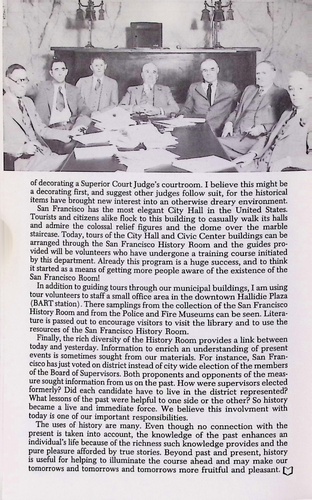 of decorating a Superior Court Judge's courtroom. I believe this might be
a decorating first, and suggest other judges follow suit, for the historical
items have brought new interest into an otherwise dreary environment.
San Francisco has the most elegant City Hall in the United States.
Tourists and citizens alike flock to this building to casually walk its halls
and admire the colossal relief figures and the dome over the marble
staircase. Today, tours of the City Hall and Civic Center buildings can be
arranged through the San Francisco History Room and the guides pro-
vided will be volunteers who have undergone a training course initiated
by this department. Already this program is a huge success, and to think
it started as a means of getting more people aware of the existence of the
San Francisco Room!
In addition to guiding tours through our municipal buildings, I am using
tour volunteers to staff a small office area in the downtown Hallidie Plaza
(BART station). There samplings from the collection of the San Francisco
History Room and from the Police and Fire Museums can be seen. Litera-
ture is passed out to encourage visitors to visit the library and to use the
resources of the San Francisco History Room.
Finally, the rich diversity of the History Room provides a link between
today and yesterday. Information to enrich an understanding of present
events is sometimes sought from our materials. For instance, San Fran-
cisco has just voted on district instead of city wide election of the members
of the Board of Supervisors. Both proponents and opponents of the meas-
ure sought information from us on the past. How were supervisors elected
formerly? Did each candidate have to live in the district represented?
What lessons of the past were helpful to one side or the other? So history
became a live and immediate force. We believe this involvment with
today is one of our important responsibilities.
The uses of history are many. Even though no connection with the
present is taken into account, the knowledge of the past enhances an
individual's life because of the richness such knowledge provides and the
pure pleasure afforded by true stories. Beyond past and present, history
is useful for helping to illuminate the course ahead and may make our
tomorrows and tomorrows and tomorrows more fruitful and pleasant.